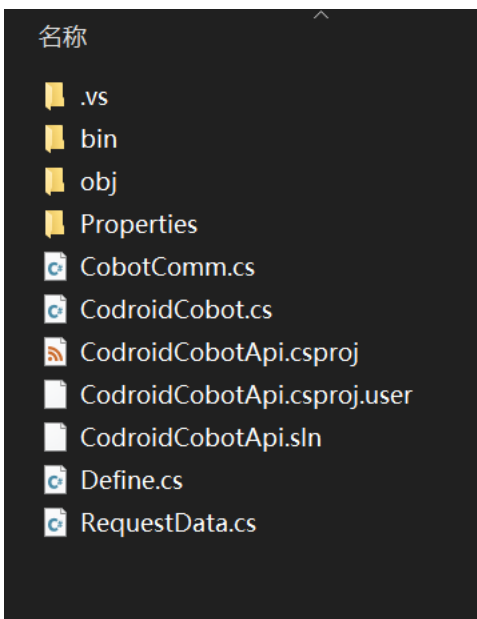 名称
.vs
bin
obj
Properties
CobotComm.cs
CodroidCobot.cs
CodroidCobotApi.csproj
CodroidCobotApi.csproj.user
CodroidCobotApi.sln
Define.cs
RequestData.cs